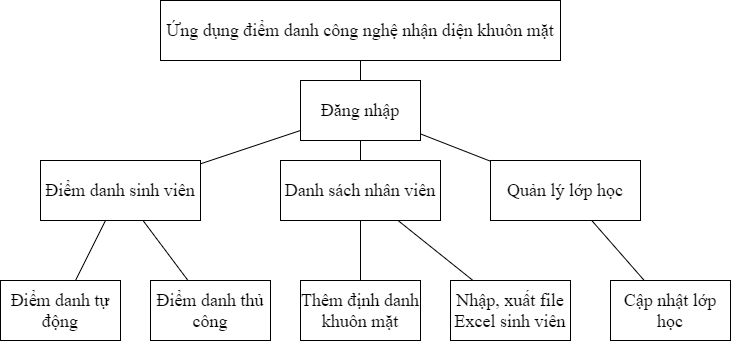 Ứng dụng điểm danh công nghệ nhận diện khuôn mặt
Đăng nhập
Điểm danh sinh viên
Danh sách nhân viên
Quản lý lớp học
Điểm danh tự
động
Điểm danh thủ
công
Thêm định danh
khuôn mặt
Nhập, xuất file
Excel sinh viên
Cập nhật lớp
học